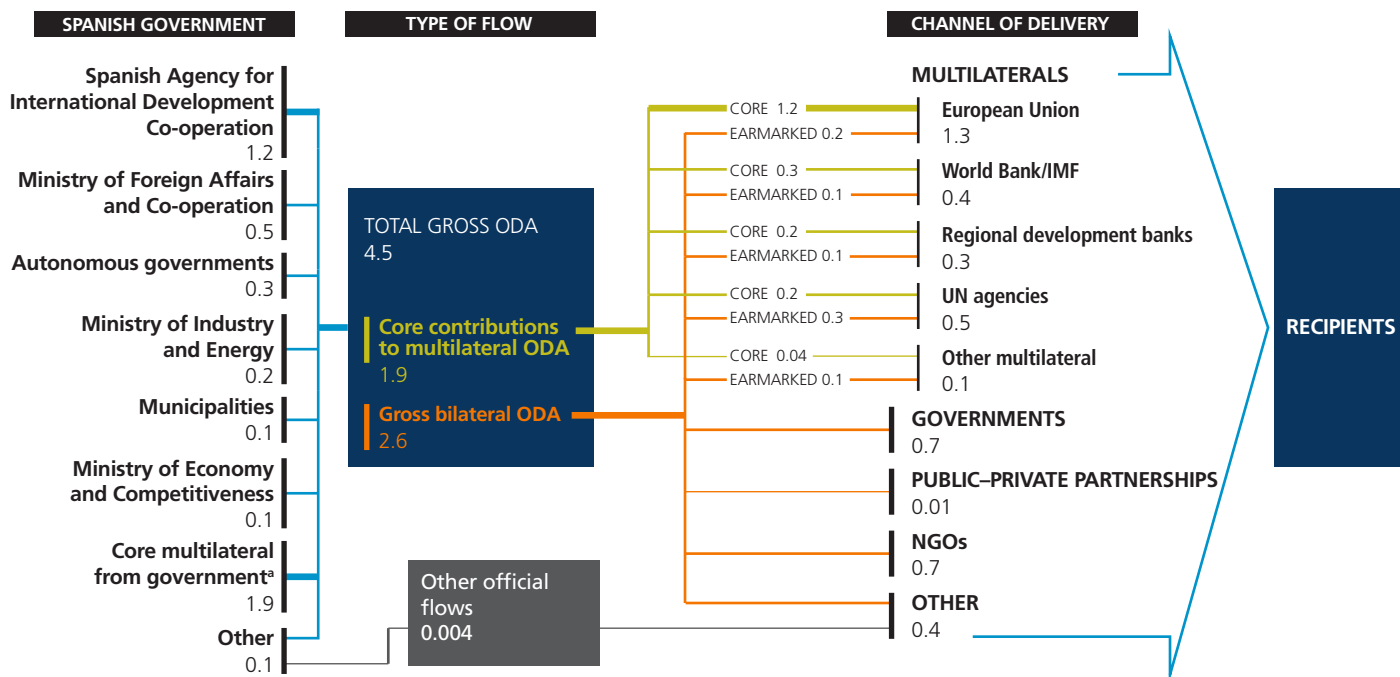 SPANISH GOVERNMENT
Spanish Agency for
International Development
Co-operation
1.2
Ministry of Foreign Affairs
and Co-operation
0.5
Autonomous governments
0.3
Ministry of Industry
and Energy
0.2
Municipalities
0.1
Ministry of Economy
and Competitiveness
0.1
Core multilateral
from governmentᵃ
1.9
Other
0.1
TYPE OF FLOW
TOTAL GROSS ODA
4.5
Core contributions
to multilateral ODA
1.9
Gross bilateral ODA
2.6
Other official
flows
0.004
CHANNEL OF DELIVERY
MULTILATERALS
CORE 1.2
EARMARKED 0.2
European Union
1.3
CORE 0.3
EARMARKED 0.1
World Bank/IMF
0.4
CORE 0.2
EARMARKED 0.1
Regional development banks
0.3
CORE 0.2
EARMARKED 0.3
UN agencies
0.5
CORE 0.04
EARMARKED 0.1
Other multilateral
0.1
GOVERNMENTS
0.7
PUBLIC–PRIVATE PARTNERSHIPS
0.01
NGOs
0.7
OTHER
0.4
RECIPIENTS